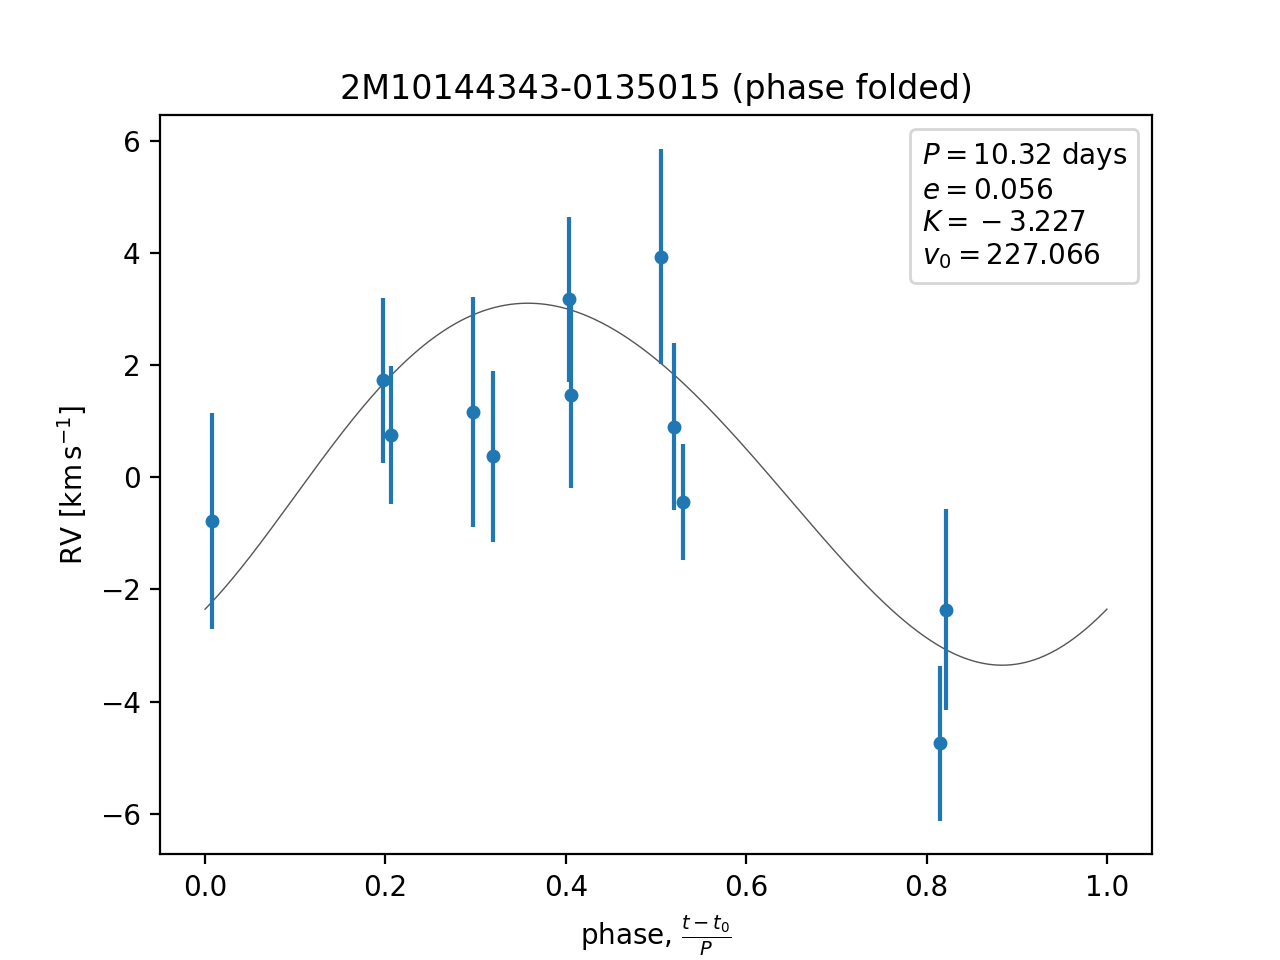 2M10144343-0135015 (phase folded)
P = 10.32 days
e = 0.056
K = −3.227
v₀ = 227.066
RV [km s⁻¹]
6
4
2
0
−2
−4
−6
0.0 0.2 0.4 0.6 0.8 1.0
phase, (t − t₀)/P